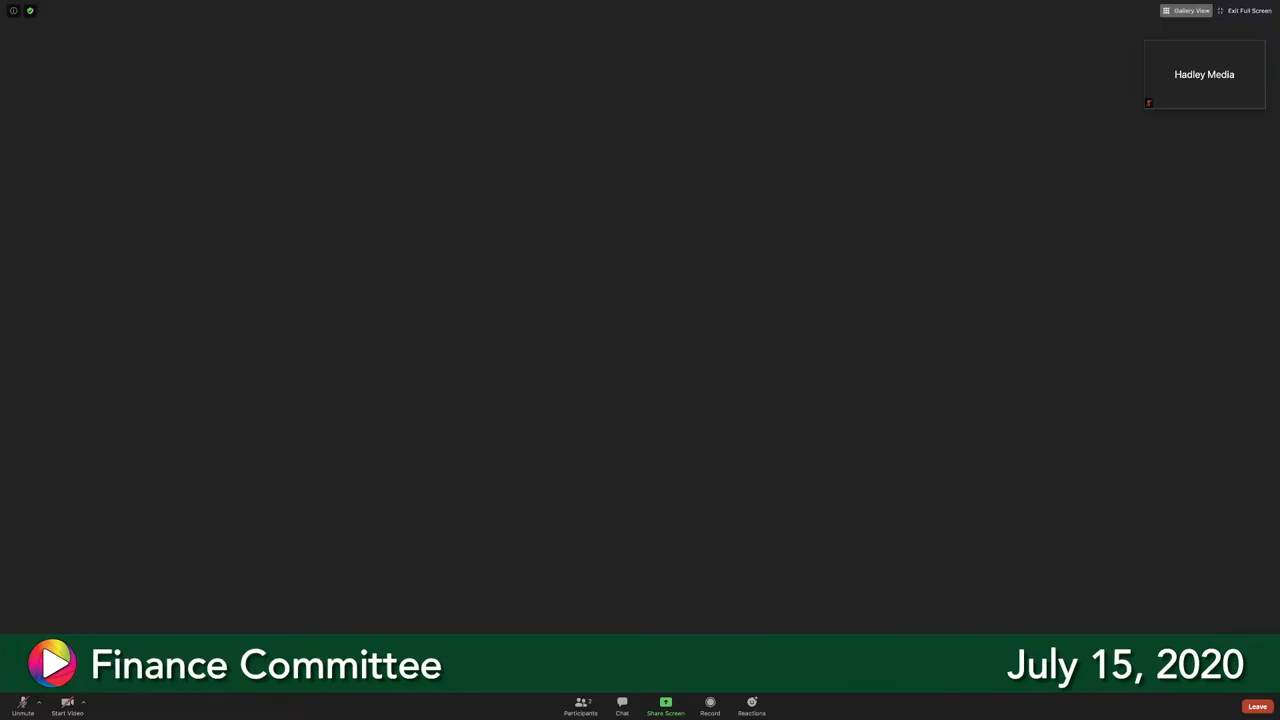 Gallery View
Exit Full Screen
Hadley Media
Finance Committee
July 15, 2020
Unmute
Start Video
Participants
7
Chat
Share Screen
Record
Reactions
Leave